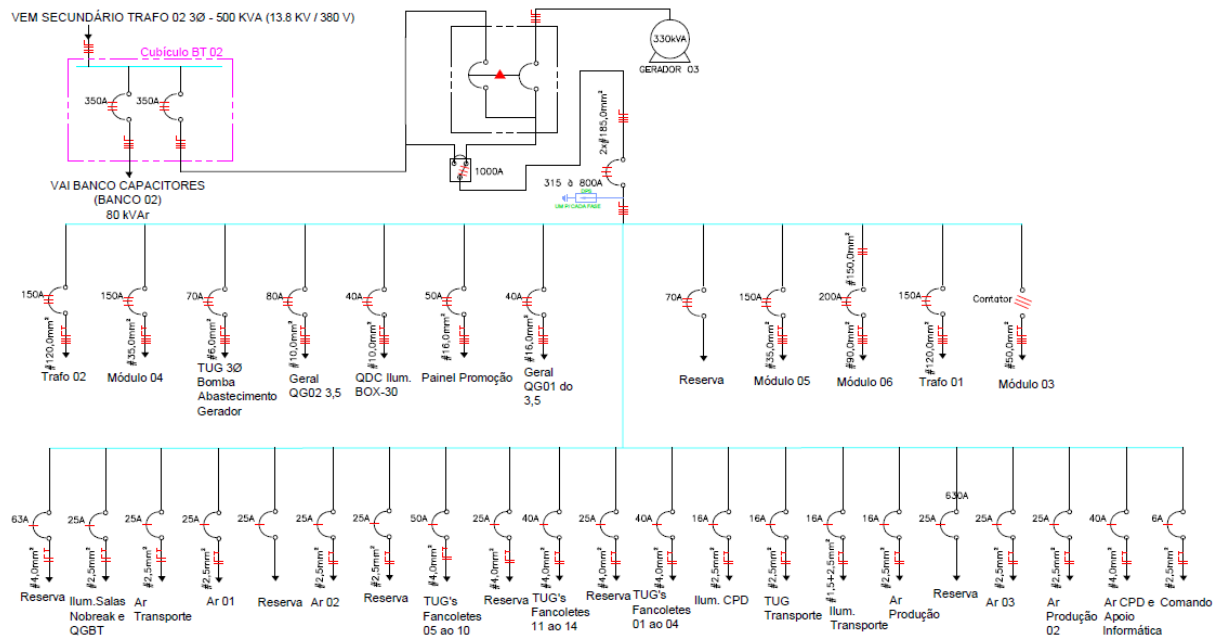 VEM SECUNDÁRIO TRAFO 02 3Ø - 500 KVA (13.8 KV / 380 V)
Cubículo BT 02
350A
350A
VAI BANCO CAPACITORES
(BANCO 02)
80 kVAr
330kVA
GERADOR 03
1000A
2x#185,0mm²
315 à 800A
DPS
UM P/ CADA FASE
150A
#120,0mm²
Trafo 02
150A
#35,0mm²
Módulo 04
70A
#6,0mm²
TUG 3Ø
Bomba
Abastecimento
Gerador
80A
#10,0mm²
Geral
QG02 3,5
40A
#10,0mm²
QDC Ilum.
BOX-30
50A
#16,0mm²
Painel Promoção
40A
#16,0mm²
Geral
QG01 do
3,5
70A
Reserva
150A
#35,0mm²
Módulo 05
#150,0mm²
200A
#90,0mm²
Módulo 06
150A
#120,0mm²
Trafo 01
Contator
#50,0mm²
Módulo 03
63A
#4,0mm²
Reserva
25A
#2,5mm²
Ilum.Salas
Nobreak e
QGBT
25A
#2,5mm²
Ar
Transporte
25A
#2,5mm²
Ar 01
25A
Reserva
25A
#2,5mm²
Ar 02
25A
#2,5mm²
Reserva
50A
#4,0mm²
TUG's
Fancoletes
05 ao 10
25A
#4,0mm²
Reserva
40A
#4,0mm²
TUG's
Fancoletes
11 ao 14
25A
#4,0mm²
Reserva
40A
#4,0mm²
TUG's
Fancoletes
01 ao 04
16A
#2,5mm²
Ilum. CPD
16A
#2,5mm²
TUG
Transporte
16A
#1,5+2,5mm²
Ilum.
Transporte
16A
#2,5mm²
Ar
Produção
630A
25A
Reserva
25A
#2,5mm²
Ar 03
25A
#2,5mm²
Ar
Produção
02
40A
#4,0mm²
Ar CPD e
Apoio
Informática
6A
#2,5mm²
Comando